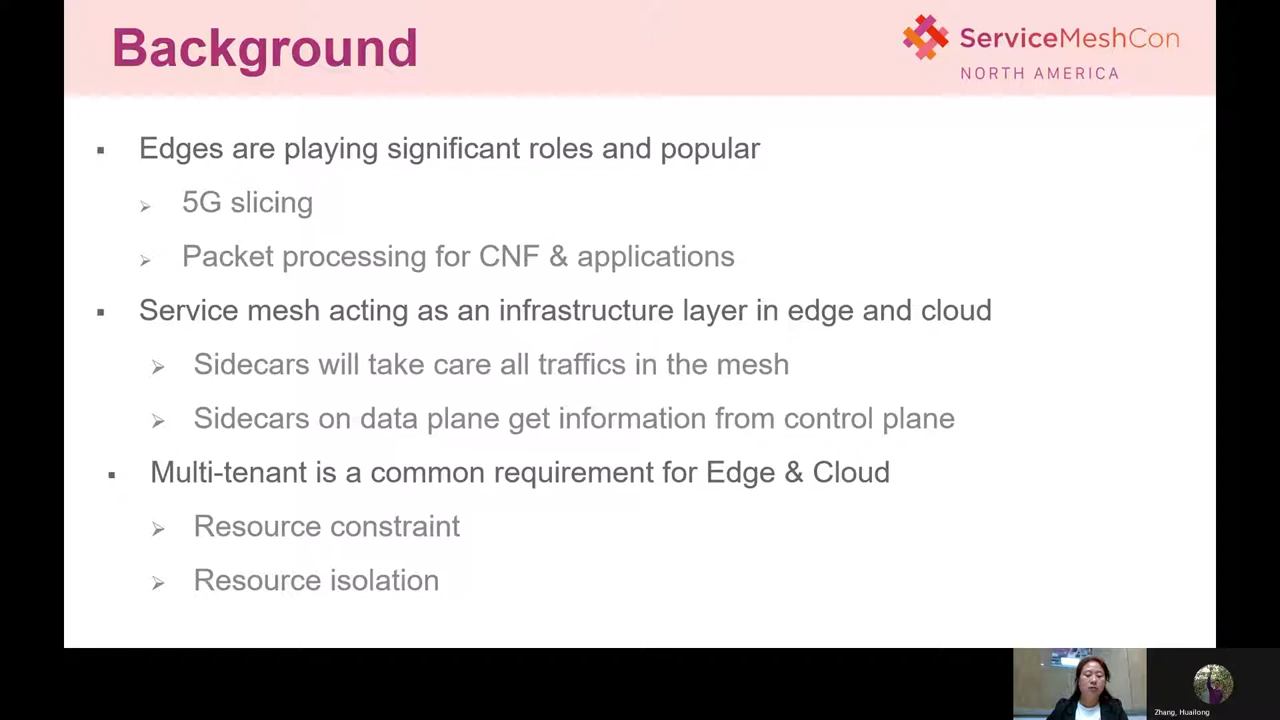 Background
ServiceMeshCon
NORTH AMERICA
Edges are playing significant roles and popular
5G slicing
Packet processing for CNF & applications
Service mesh acting as an infrastructure layer in edge and cloud
Sidecars will take care all traffics in the mesh
Sidecars on data plane get information from control plane
Multi-tenant is a common requirement for Edge & Cloud
Resource constraint
Resource isolation
Zhang, Huailong